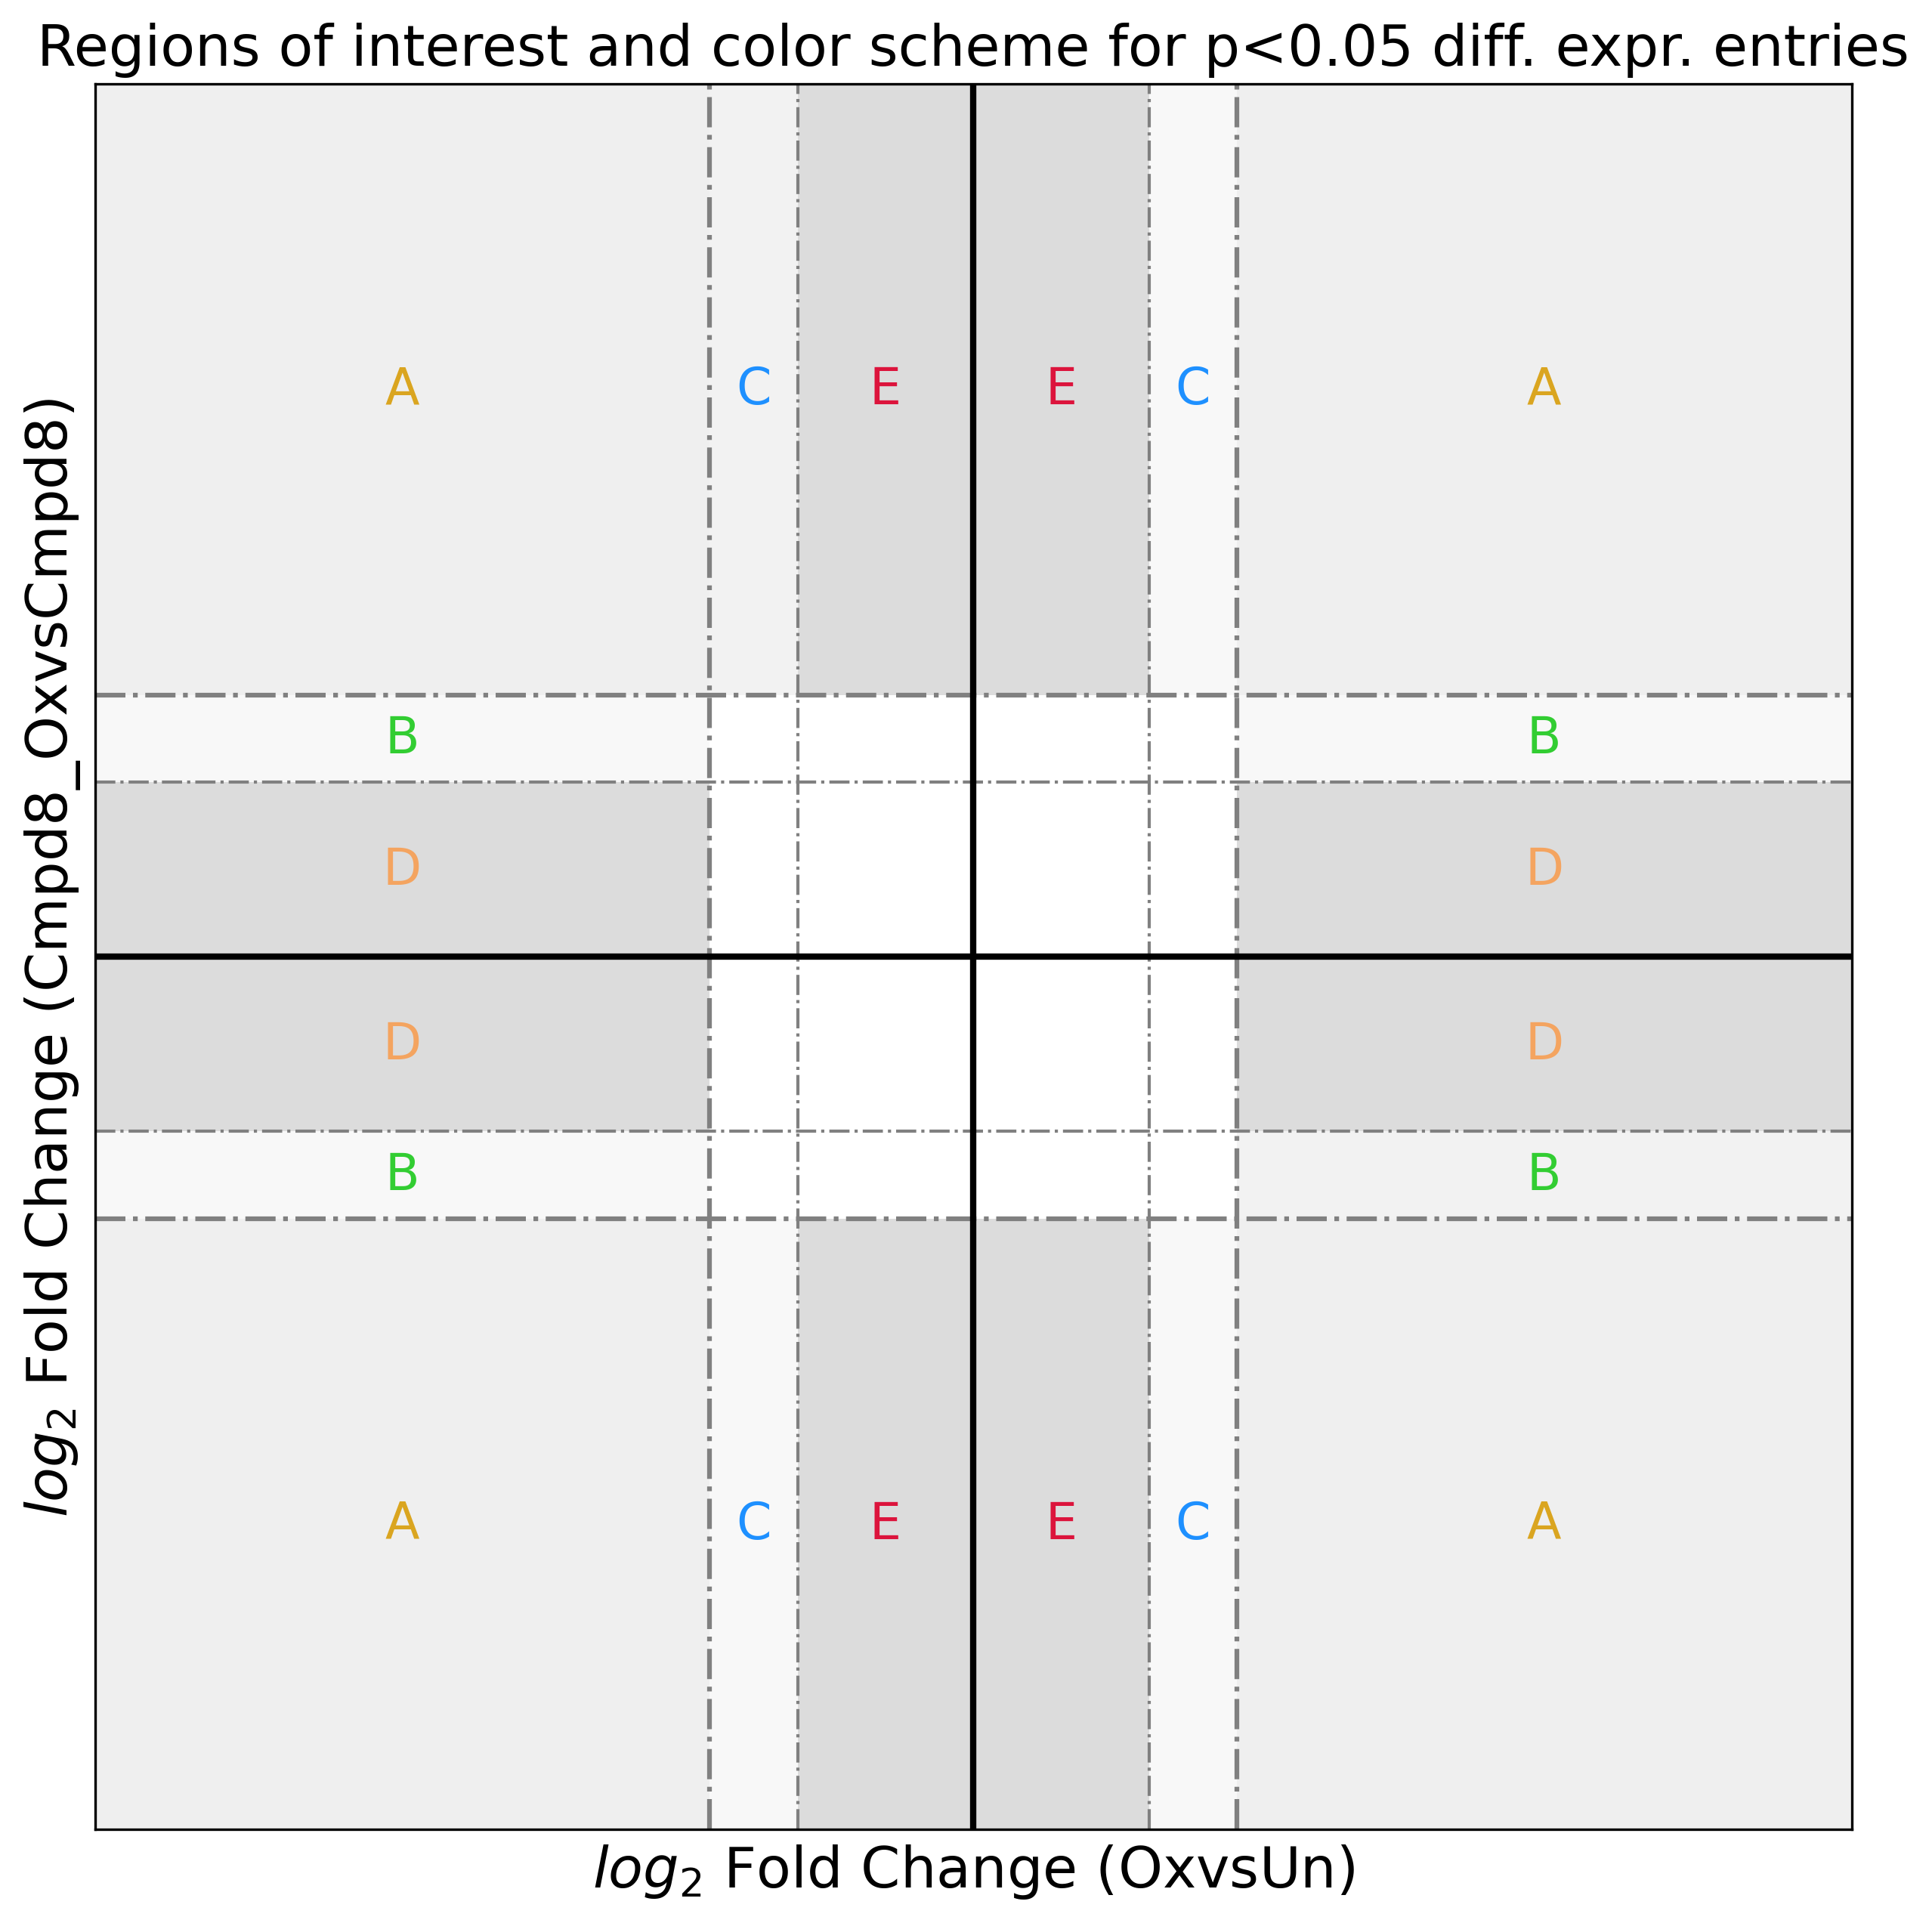 Regions of interest and color scheme for p<0.05 diff. expr. entries
log₂ Fold Change (Cmpd8_OxvsCmpd8)
A C E E C A
B B
D D
D D
B B
A C E E C A
log₂ Fold Change (OxvsUn)